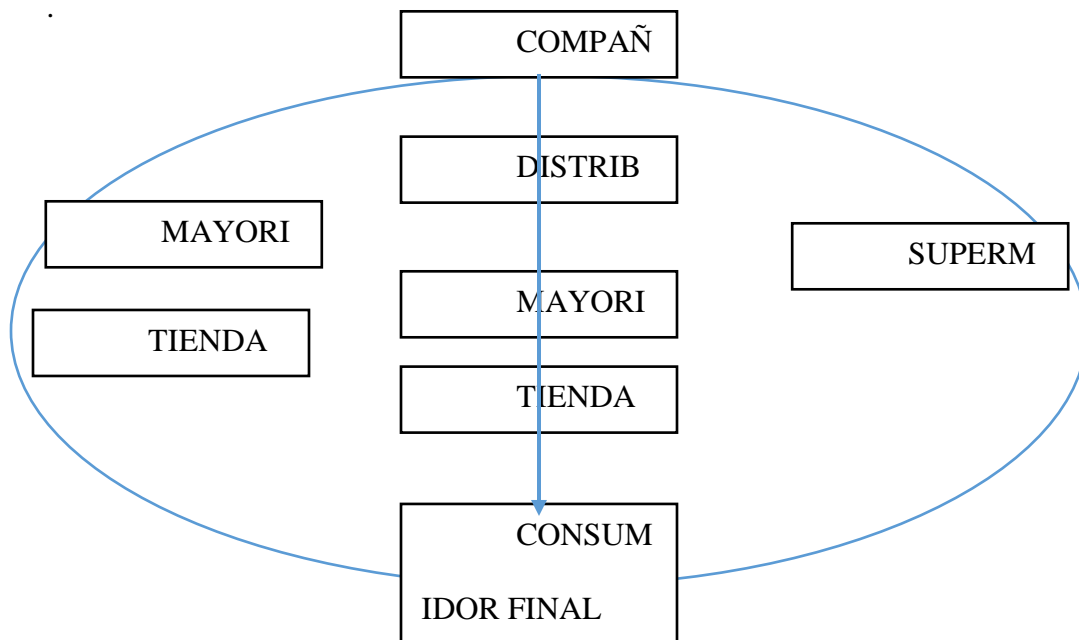 .
COMPAÑ
DISTRIB
MAYORI
SUPERM
MAYORI
TIENDA
TIENDA
CONSUM
IDOR FINAL